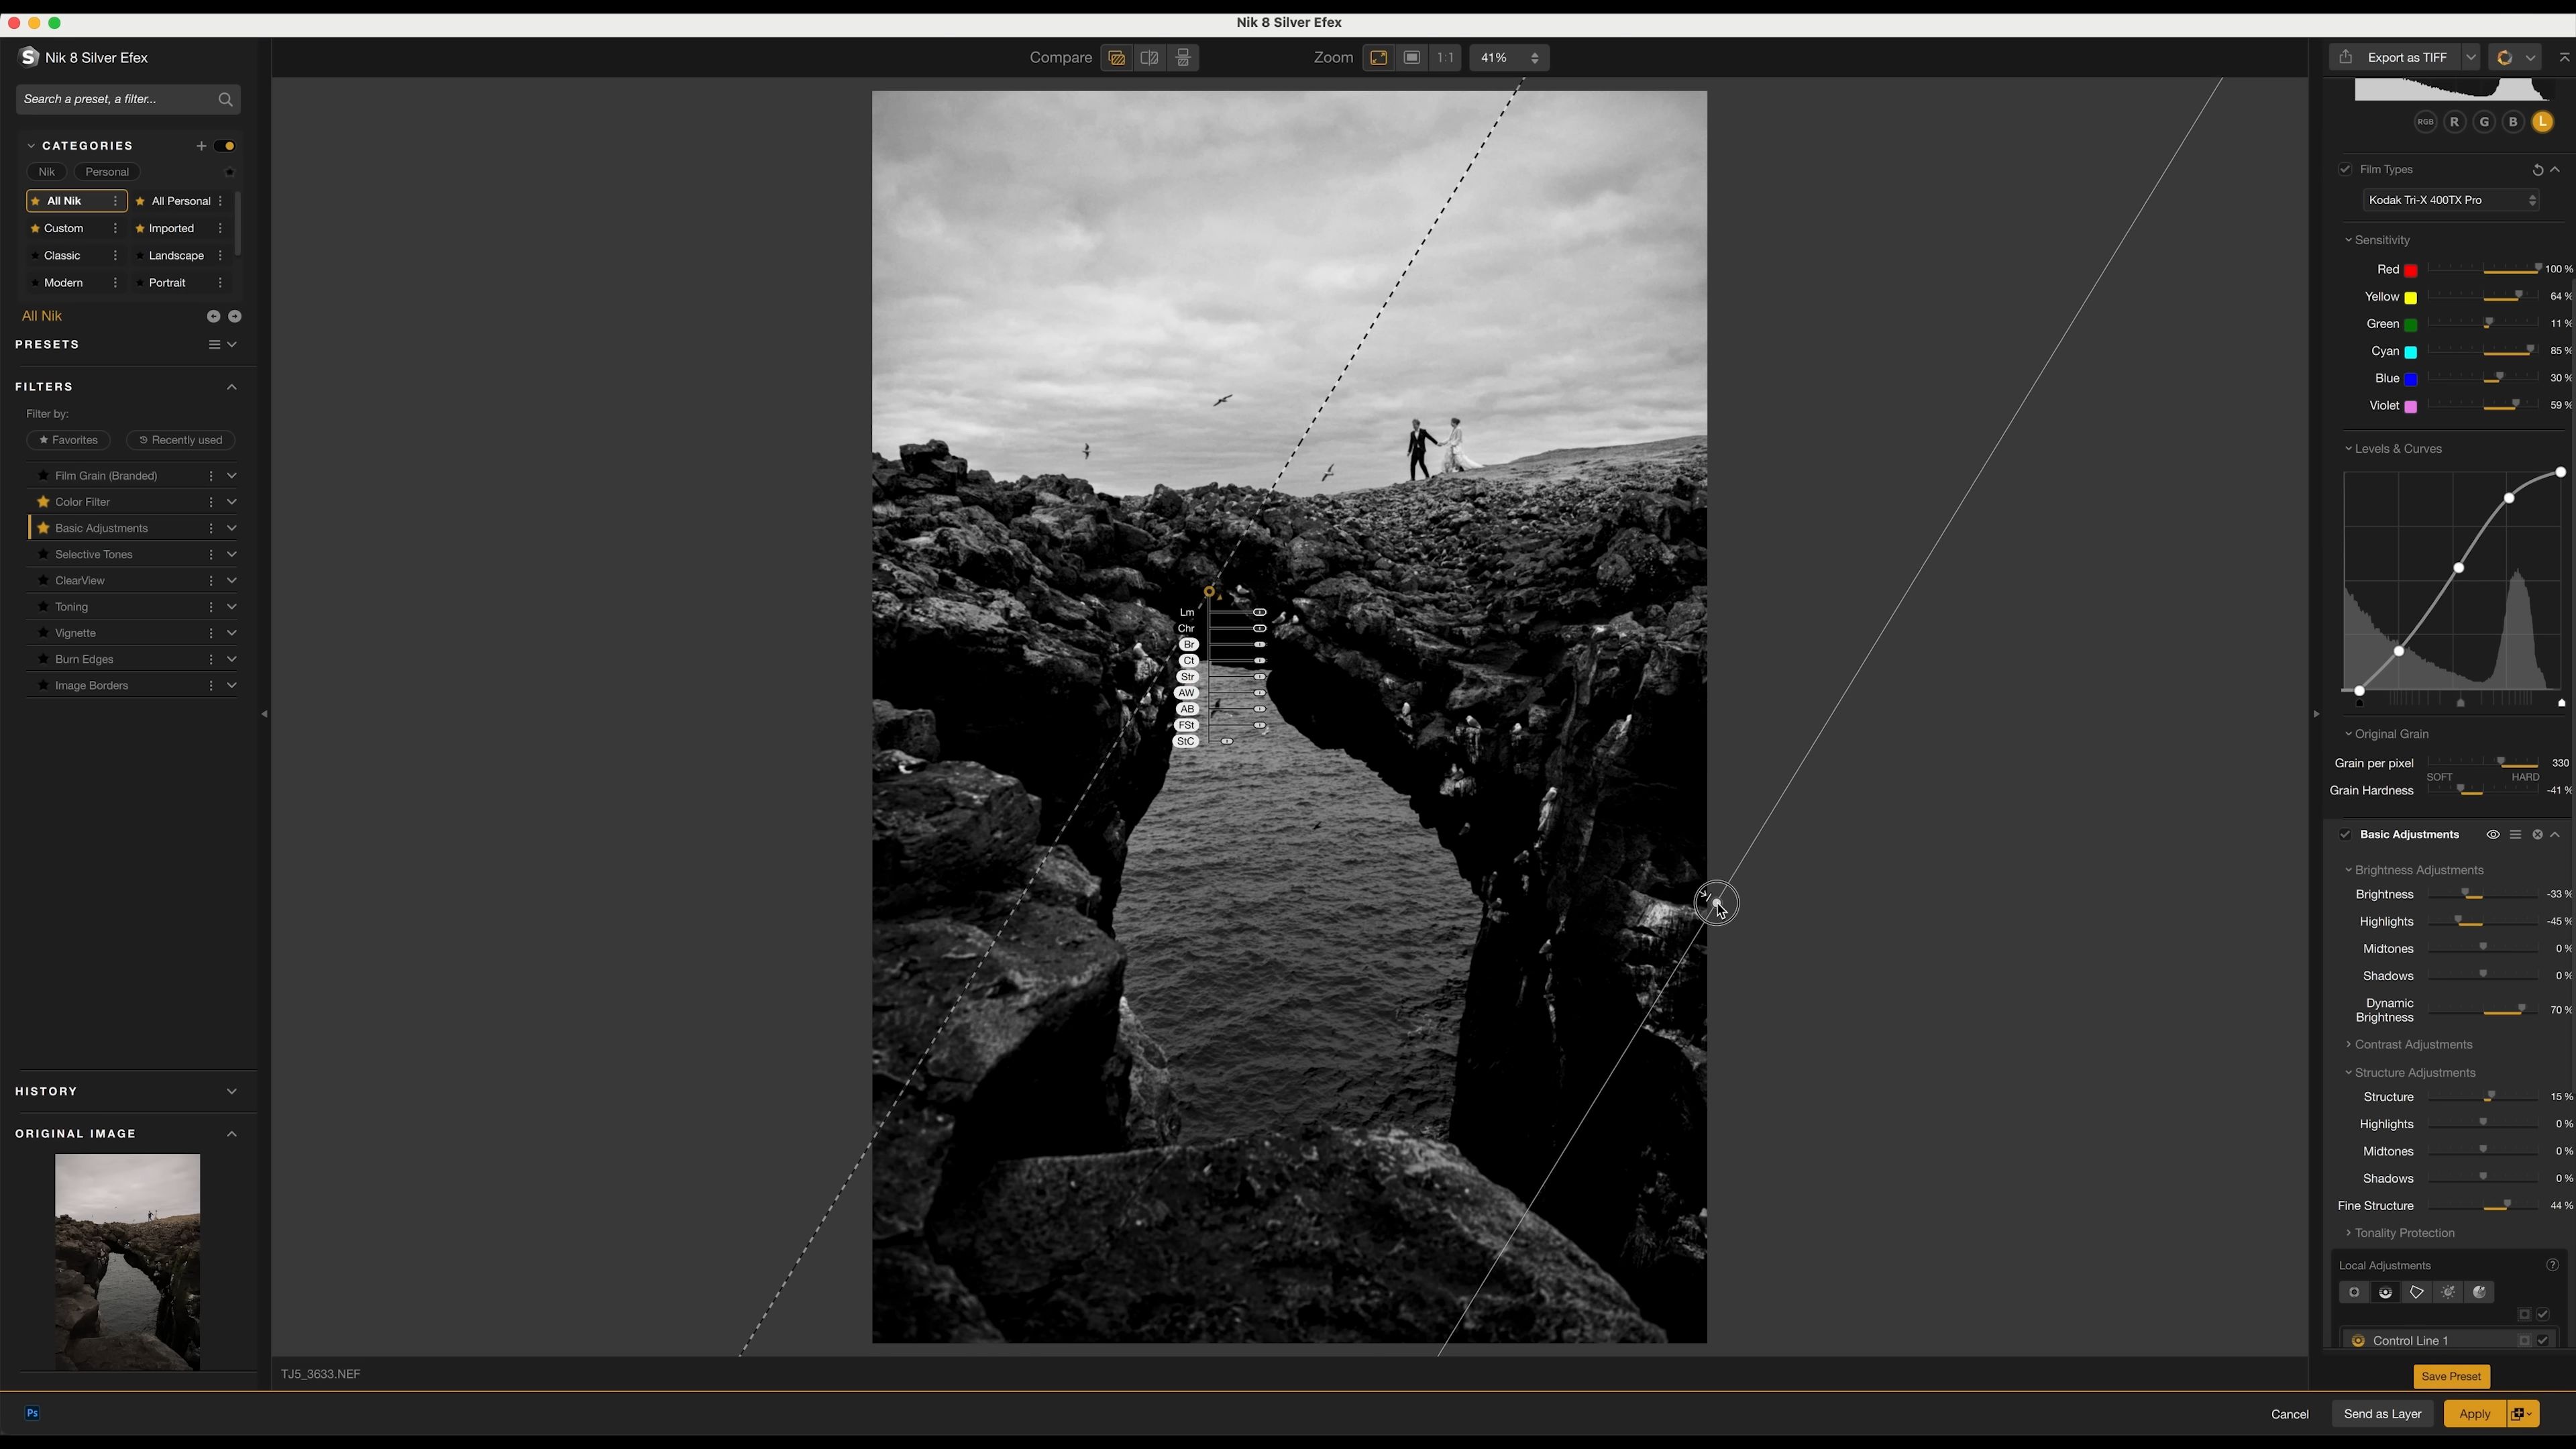 Nik 8 Silver Efex
Nik 8 Silver Efex
Compare
Zoom
1:1
41%
Export as TIFF
Search a preset, a filter...
CATEGORIES
Nik
Personal
All Nik
All Personal
Custom
Imported
Classic
Landscape
Modern
Portrait
All Nik
PRESETS
FILTERS
Filter by:
Favorites
Recently used
Film Grain (Branded)
Color Filter
Basic Adjustments
Selective Tones
ClearView
Toning
Vignette
Burn Edges
Image Borders
HISTORY
ORIGINAL IMAGE
Lm
Chr
Br
Ct
Str
AW
AB
FSt
StC
TJ5_3633.NEF
RGB
R
G
B
L
Film Types
Kodak Tri-X 400TX Pro
Sensitivity
Red 100 %
Yellow 64 %
Green 11 %
Cyan 85 %
Blue 30 %
Violet 59 %
Levels & Curves
Original Grain
Grain per pixel 330
SOFT HARD
Grain Hardness -41 %
Basic Adjustments
Brightness Adjustments
Brightness -33 %
Highlights -45 %
Midtones 0 %
Shadows 0 %
Dynamic
Brightness 70 %
Contrast Adjustments
Structure Adjustments
Structure 15 %
Highlights 0 %
Midtones 0 %
Shadows 0 %
Fine Structure 44 %
Tonality Protection
Local Adjustments
?
Control Line 1
Save Preset
Ps
Cancel
Send as Layer
Apply